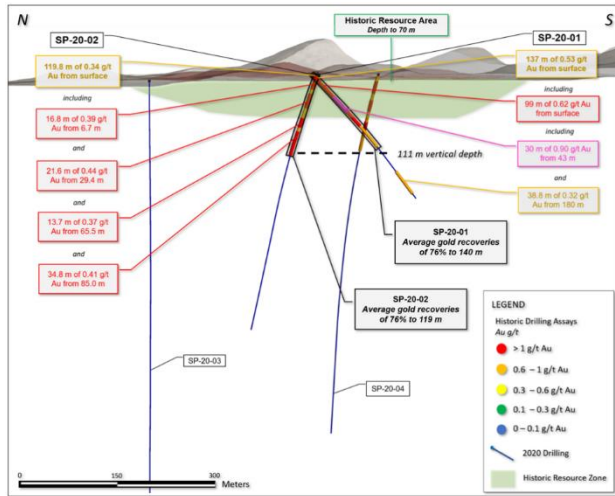 N
S
SP-20-02
Historic Resource Area
Depth to 70 m
SP-20-01
119.8 m of 0.34 g/t
Au from surface
including
16.8 m of 0.39 g/t
Au from 6.7 m
and
21.6 m of 0.44 g/t
Au from 29.4 m
and
13.7 m of 0.37 g/t
Au from 65.5 m
and
34.8 m of 0.41 g/t
Au from 85.0 m
137 m of 0.53 g/t
Au from surface
including
99 m of 0.62 g/t Au
from surface
including
30 m of 0.90 g/t Au
from 43 m
and
38.6 m of 0.32 g/t
Au from 180 m
111 m vertical depth
SP-20-01
Average gold recoveries
of 76% to 140 m
SP-20-02
Average gold recoveries
of 76% to 119 m
SP-20-03
SP-20-04
LEGEND
Historic Drilling Assays
Au g/t
> 1 g/t Au
0.6 – 1 g/t Au
0.3 – 0.6 g/t Au
0.1 – 0.3 g/t Au
0 – 0.1 g/t Au
2020 Drilling
Historic Resource Zone
0 150 300
Meters